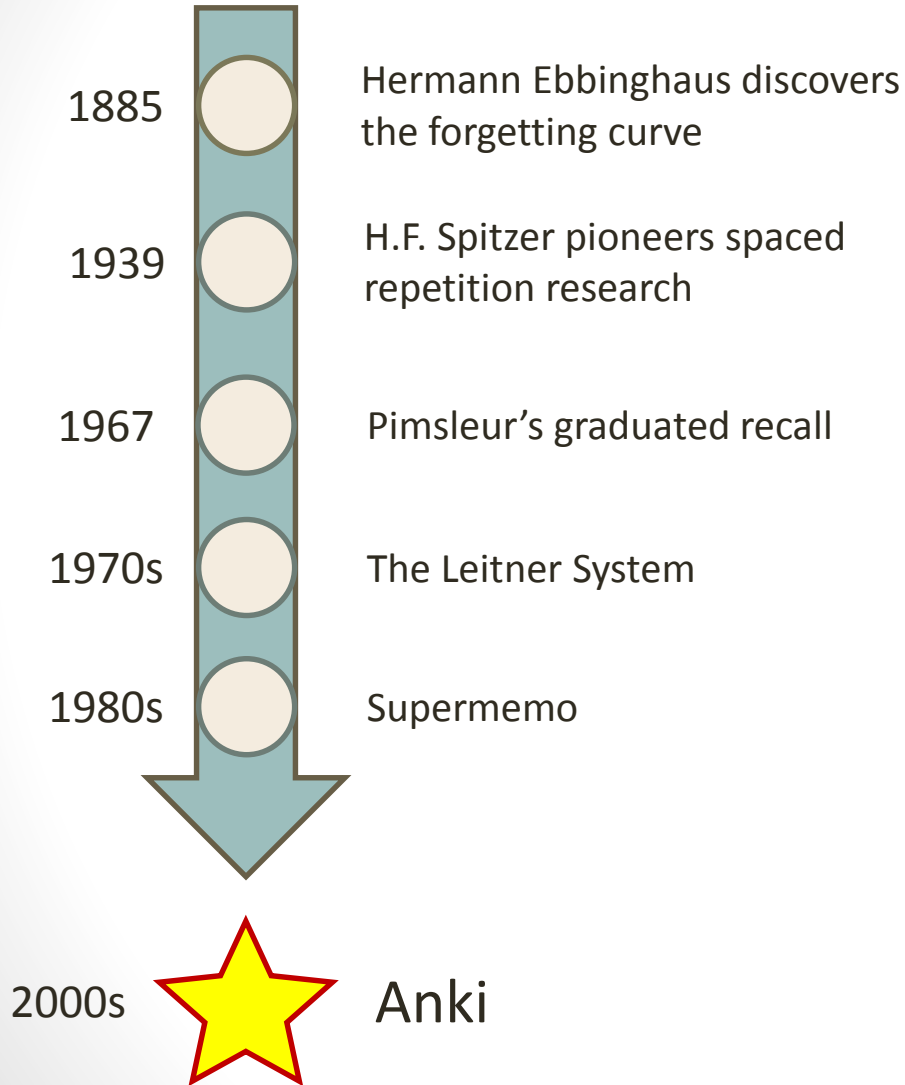 1885
Hermann Ebbinghaus discovers
the forgetting curve
1939
H.F. Spitzer pioneers spaced
repetition research
1967
Pimsleur’s graduated recall
1970s
The Leitner System
1980s
Supermemo
2000s
Anki